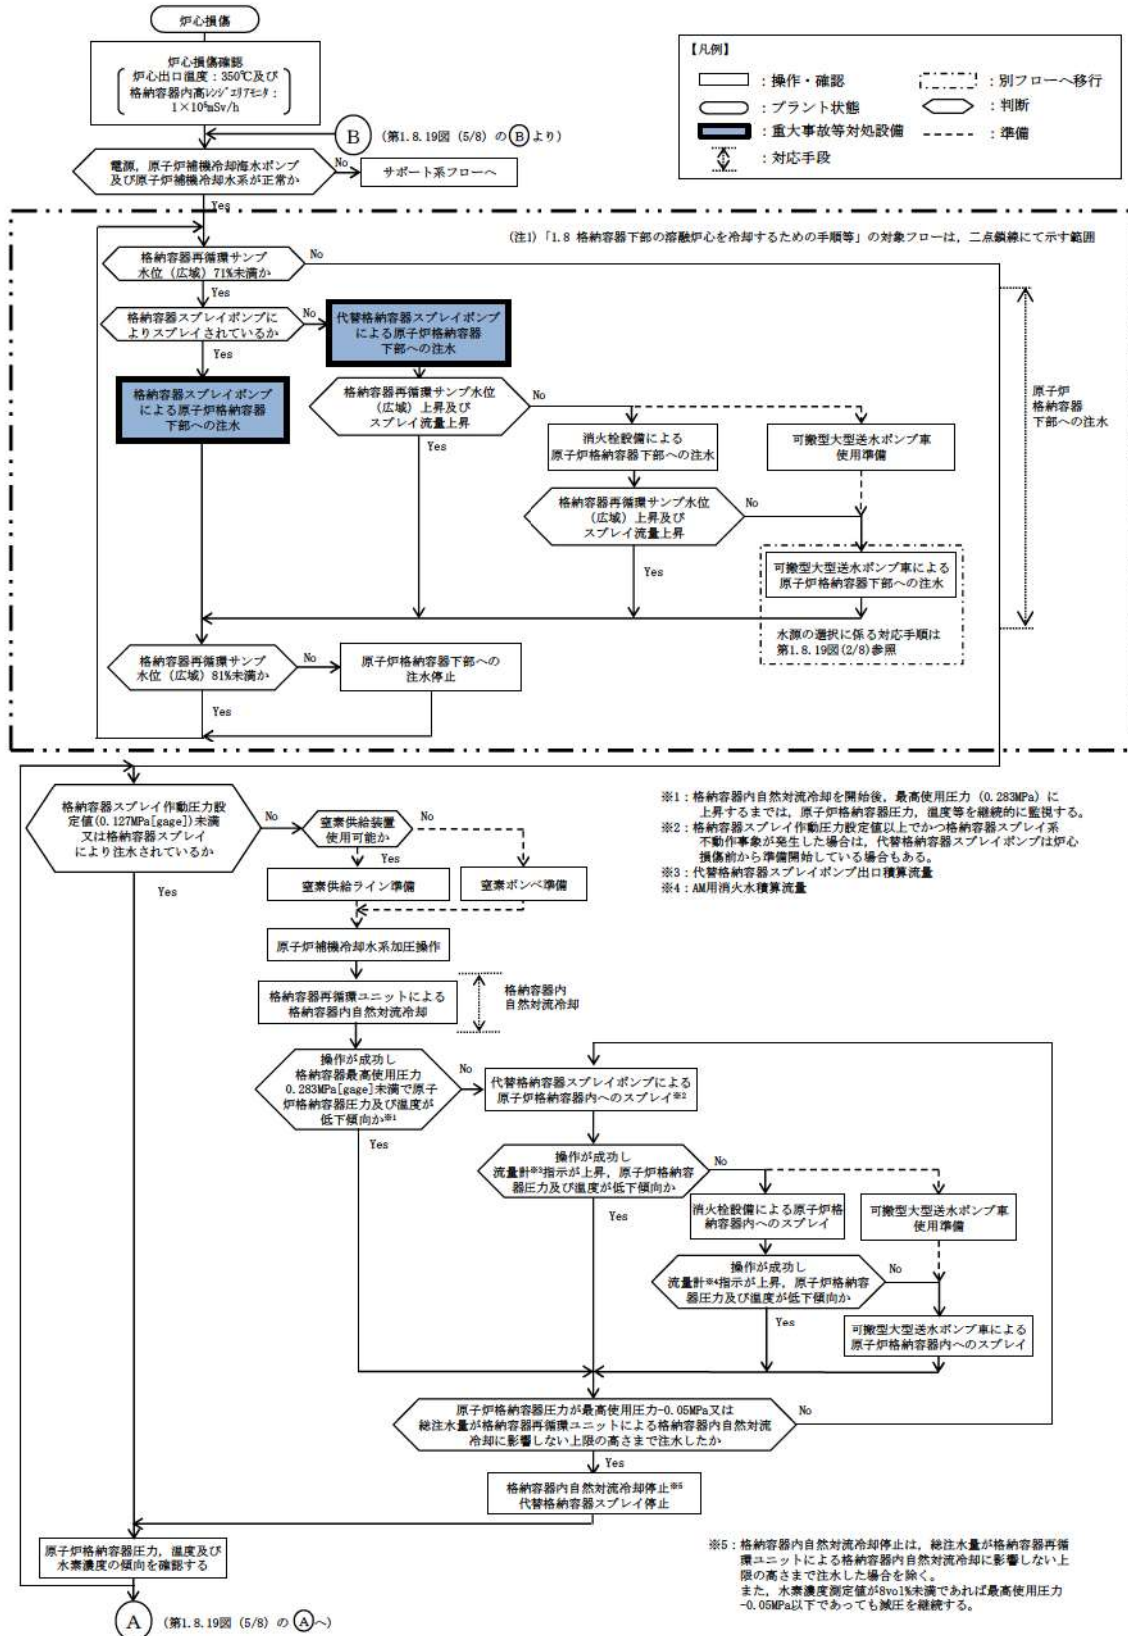 炉心損傷
炉心損傷確認
炉心出口温度：350℃及び
格納容器内高レンジエリアモニタ：
1×10⁵mSv/h
B
(第1.8.19図 (5/8) の Ⓑ より)
電源，原子炉補機冷却海水ポンプ
及び原子炉補機冷却水系が正常か
No
サポート系フローへ
Yes
【凡例】
：操作・確認
：プラント状態
：重大事故等対処設備
：対応手段
：別フローへ移行
：判断
：準備
(注1)「1.8 格納容器下部の溶融炉心を冷却するための手順等」の対象フローは，二点鎖線にて示す範囲
格納容器再循環サンプ
水位（広域）71%未満か
No
Yes
格納容器スプレイポンプに
よりスプレイされているか
No
Yes
代替格納容器スプレイポンプ
による原子炉格納容器
下部への注水
格納容器スプレイポンプ
による原子炉格納容器
下部への注水
格納容器再循環サンプ水位
（広域）上昇及び
スプレイ流量上昇
No
Yes
消火栓設備による
原子炉格納容器下部への注水
可搬型大型送水ポンプ車
使用準備
格納容器再循環サンプ水位
（広域）上昇及び
スプレイ流量上昇
No
Yes
可搬型大型送水ポンプ車による
原子炉格納容器下部への注水
水源の選択に係る対応手順は
第1.8.19図(2/8)参照
原子炉
格納容器
下部への注水
格納容器再循環サンプ
水位（広域）81%未満か
No
Yes
原子炉格納容器下部への
注水停止
格納容器スプレイ作動圧力設
定値(0.127MPa[gage])未満
又は格納容器スプレイ
により注水されているか
No
Yes
窒素供給装置
使用可能か
No
Yes
窒素供給ライン準備
窒素ボンベ準備
原子炉補機冷却水系加圧操作
格納容器再循環ユニットによる
格納容器内自然対流冷却
格納容器内
自然対流冷却
※1：格納容器内自然対流冷却を開始後，最高使用圧力（0.283MPa）に
上昇するまでは，原子炉格納容器圧力，温度等を継続的に監視する。
※2：格納容器スプレイ作動圧力設定値以上でかつ格納容器スプレイ系
不動作事象が発生した場合は，代替格納容器スプレイポンプは炉心
損傷前から準備開始している場合もある。
※3：代替格納容器スプレイポンプ出口積算流量
※4：AM用消火水積算流量
操作が成功し
格納容器最高使用圧力
0.283MPa[gage]未満で原子
炉格納容器圧力及び温度が
低下傾向か※1
No
Yes
代替格納容器スプレイポンプによる
原子炉格納容器内へのスプレイ※2
操作が成功し
流量計※3指示が上昇，原子炉格納容
器圧力及び温度が低下傾向か
No
Yes
消火栓設備による原子炉格
納容器内へのスプレイ
可搬型大型送水ポンプ車
使用準備
操作が成功し
流量計※4指示が上昇，原子炉格納容
器圧力及び温度が低下傾向か
No
Yes
可搬型大型送水ポンプ車による
原子炉格納容器内へのスプレイ
原子炉格納容器圧力が最高使用圧力-0.05MPa又は
総注水量が格納容器再循環ユニットによる格納容器内自然対流
冷却に影響しない上限の高さまで注水したか
No
Yes
格納容器内自然対流冷却停止※5
代替格納容器スプレイ停止
原子炉格納容器圧力，温度及び
水素濃度の傾向を確認する
※5：格納容器内自然対流冷却停止は，総注水量が格納容器再循
環ユニットによる格納容器内自然対流冷却に影響しない上
限の高さまで注水した場合を除く。
また，水素濃度測定値が8vol%未満であれば最高使用圧力
-0.05MPa以下であっても減圧を継続する。
A
(第1.8.19図 (5/8) の Ⓐ へ)